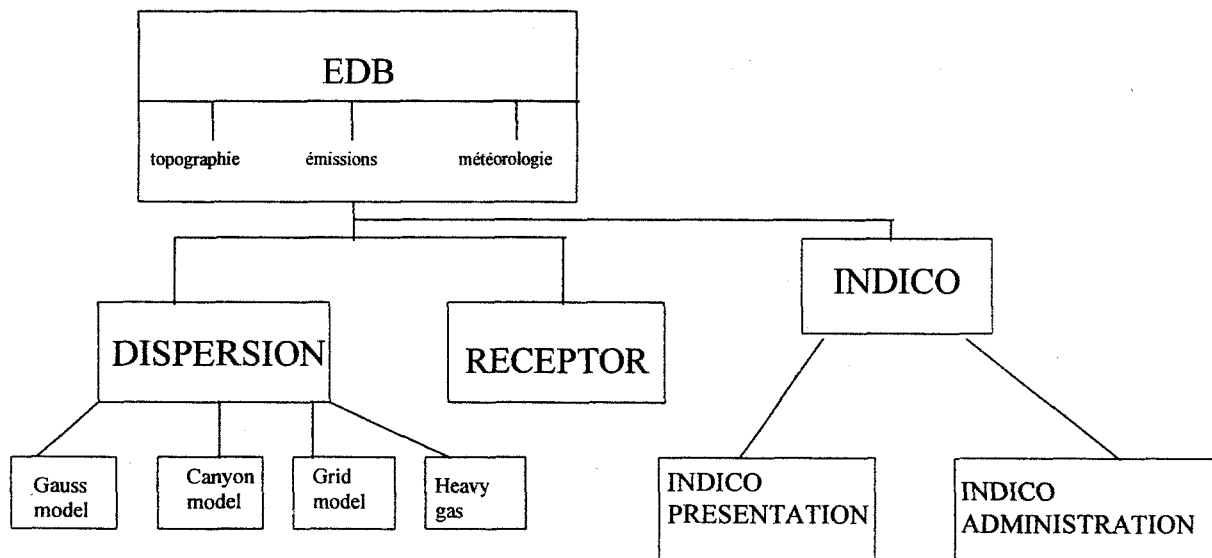 EDB
topographie émissions météorologie
INDICO
DISPERSION RECEPTOR
Gauss
model
Canyon
model
Grid
model
Heavy
gas
INDICO
PRESENTATION
INDICO
ADMINISTRATION